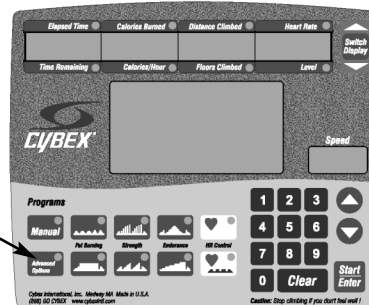 Elapsed Time Calories Burned Distance Climbed Heart Rate
Switch
Display
Time Remaining Calories/Hour Floors Climbed Level
CYBEX
Speed
Programs
Manual
Fat Burning Strength Endurance HR Control
Advanced
Options
1 2 3
4 5 6
7 8 9
0 Clear Start
Enter
Cybex International, Inc. Medway MA Made in U.S.A.
(888) GO CYBEX www.cybexintl.com
Caution: Stop climbing if you don't feel well !